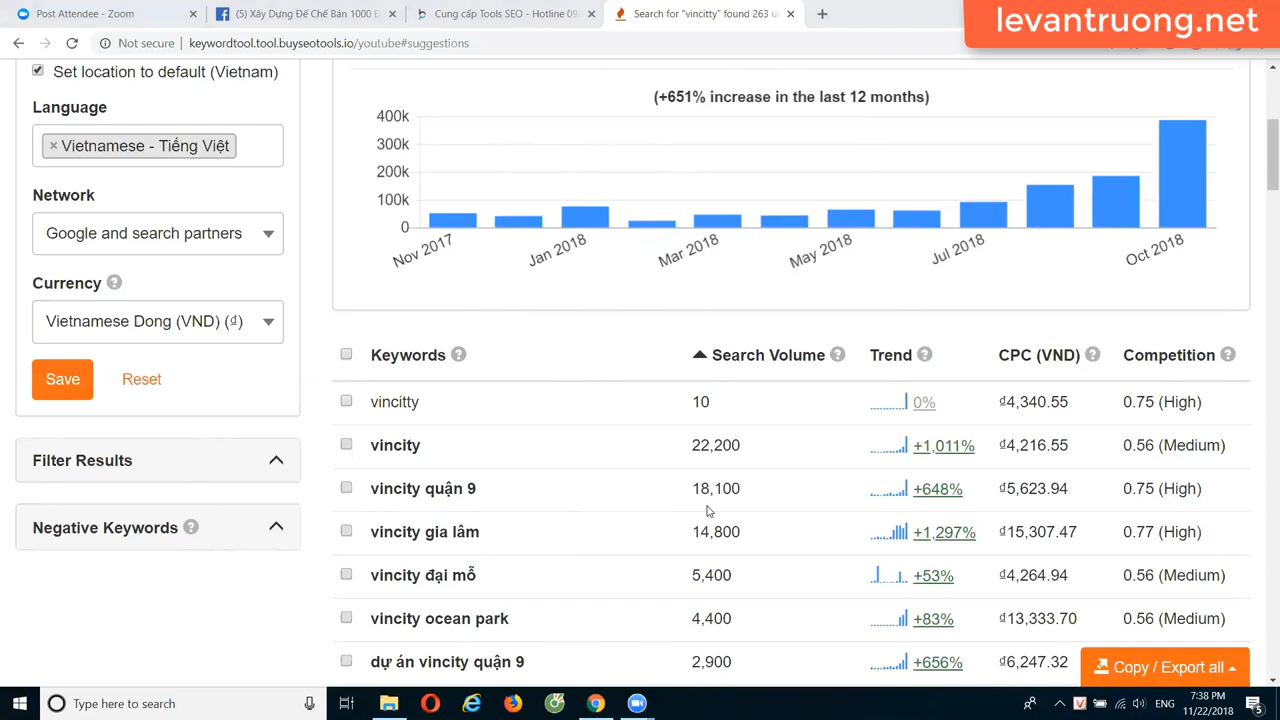 Post Attendee - Zoom
(5) Xây Dựng Đế Chế Bán 1000 Đ
Cung cấp Tools SEO - Hotline 09
Search for "vincitty" found 263 u
levantruong.net
Not secure
keywordtool.tool.buyseotools.io/youtube#suggestions
Set location to default (Vietnam)
Language
× Vietnamese - Tiếng Việt
Network
Google and search partners
Currency
Vietnamese Dong (VND) (₫)
Save
Reset
Filter Results
Negative Keywords
(+651% increase in the last 12 months)
400k
300k
200k
100k
0
Nov 2017
Jan 2018
Mar 2018
May 2018
Jul 2018
Oct 2018
Keywords Search Volume Trend CPC (VND) Competition
vincitty 10 0% ₫4,340.55 0.75 (High)
vincity 22,200 +1,011% ₫4,216.55 0.56 (Medium)
vincity quận 9 18,100 +648% ₫5,623.94 0.75 (High)
vincity gia lâm 14,800 +1,297% ₫15,307.47 0.77 (High)
vincity đại mỗ 5,400 +53% ₫4,264.94 0.56 (Medium)
vincity ocean park 4,400 +83% ₫13,333.70 0.56 (Medium)
dự án vincity quận 9 2,900 +656% ₫6,247.32
Copy / Export all
Type here to search
ENG
7:38 PM
11/22/2018
5